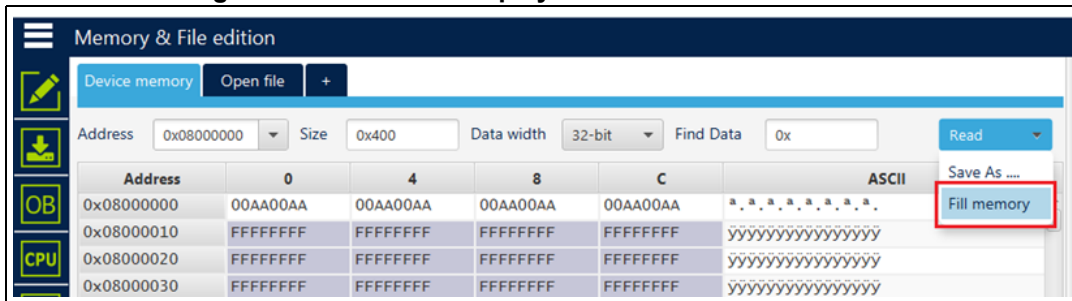 Memory & File edition
Device memory Open file +
Address 0x08000000 Size 0x400 Data width 32-bit Find Data 0x Read
Save As ....
Fill memory
Address 0 4 8 C ASCII
0x08000000 00AA00AA 00AA00AA 00AA00AA 00AA00AA ª.ª.ª.ª.ª.ª.ª.ª.
0x08000010 FFFFFFFF FFFFFFFF FFFFFFFF FFFFFFFF ÿÿÿÿÿÿÿÿÿÿÿÿÿÿÿÿ
0x08000020 FFFFFFFF FFFFFFFF FFFFFFFF FFFFFFFF ÿÿÿÿÿÿÿÿÿÿÿÿÿÿÿÿ
0x08000030 FFFFFFFF FFFFFFFF FFFFFFFF FFFFFFFF ÿÿÿÿÿÿÿÿÿÿÿÿÿÿÿÿ
OB
CPU